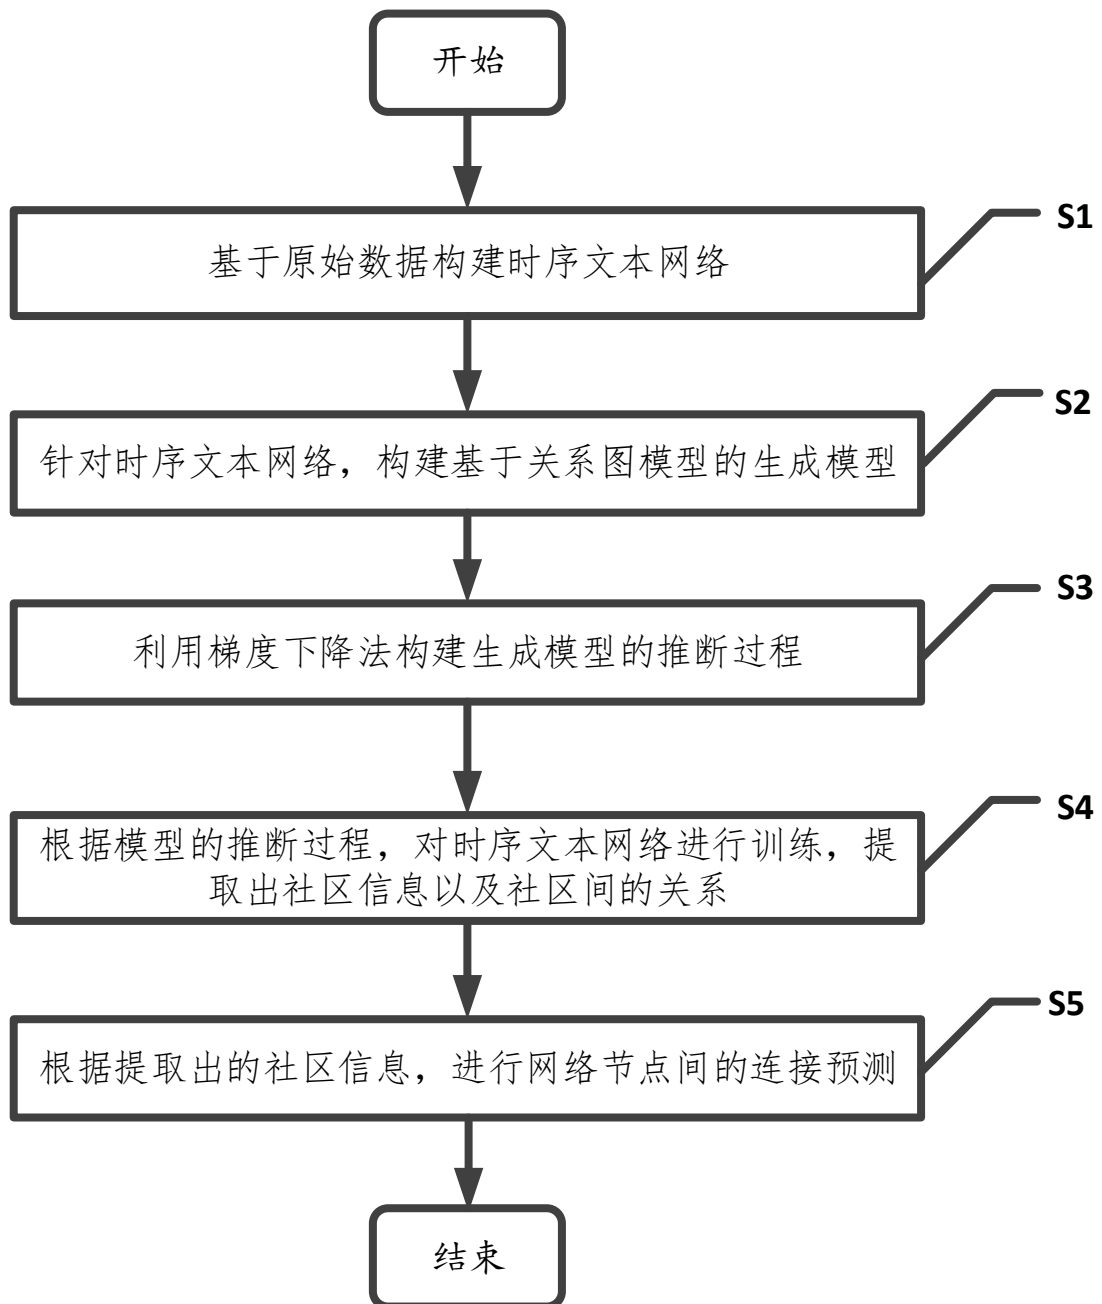 开始
S1
基于原始数据构建时序文本网络
S2
针对时序文本网络，构建基于关系图模型的生成模型
S3
利用梯度下降法构建生成模型的推断过程
S4
根据模型的推断过程，对时序文本网络进行训练，提
取出社区信息以及社区间的关系
S5
根据提取出的社区信息，进行网络节点间的连接预测
结束